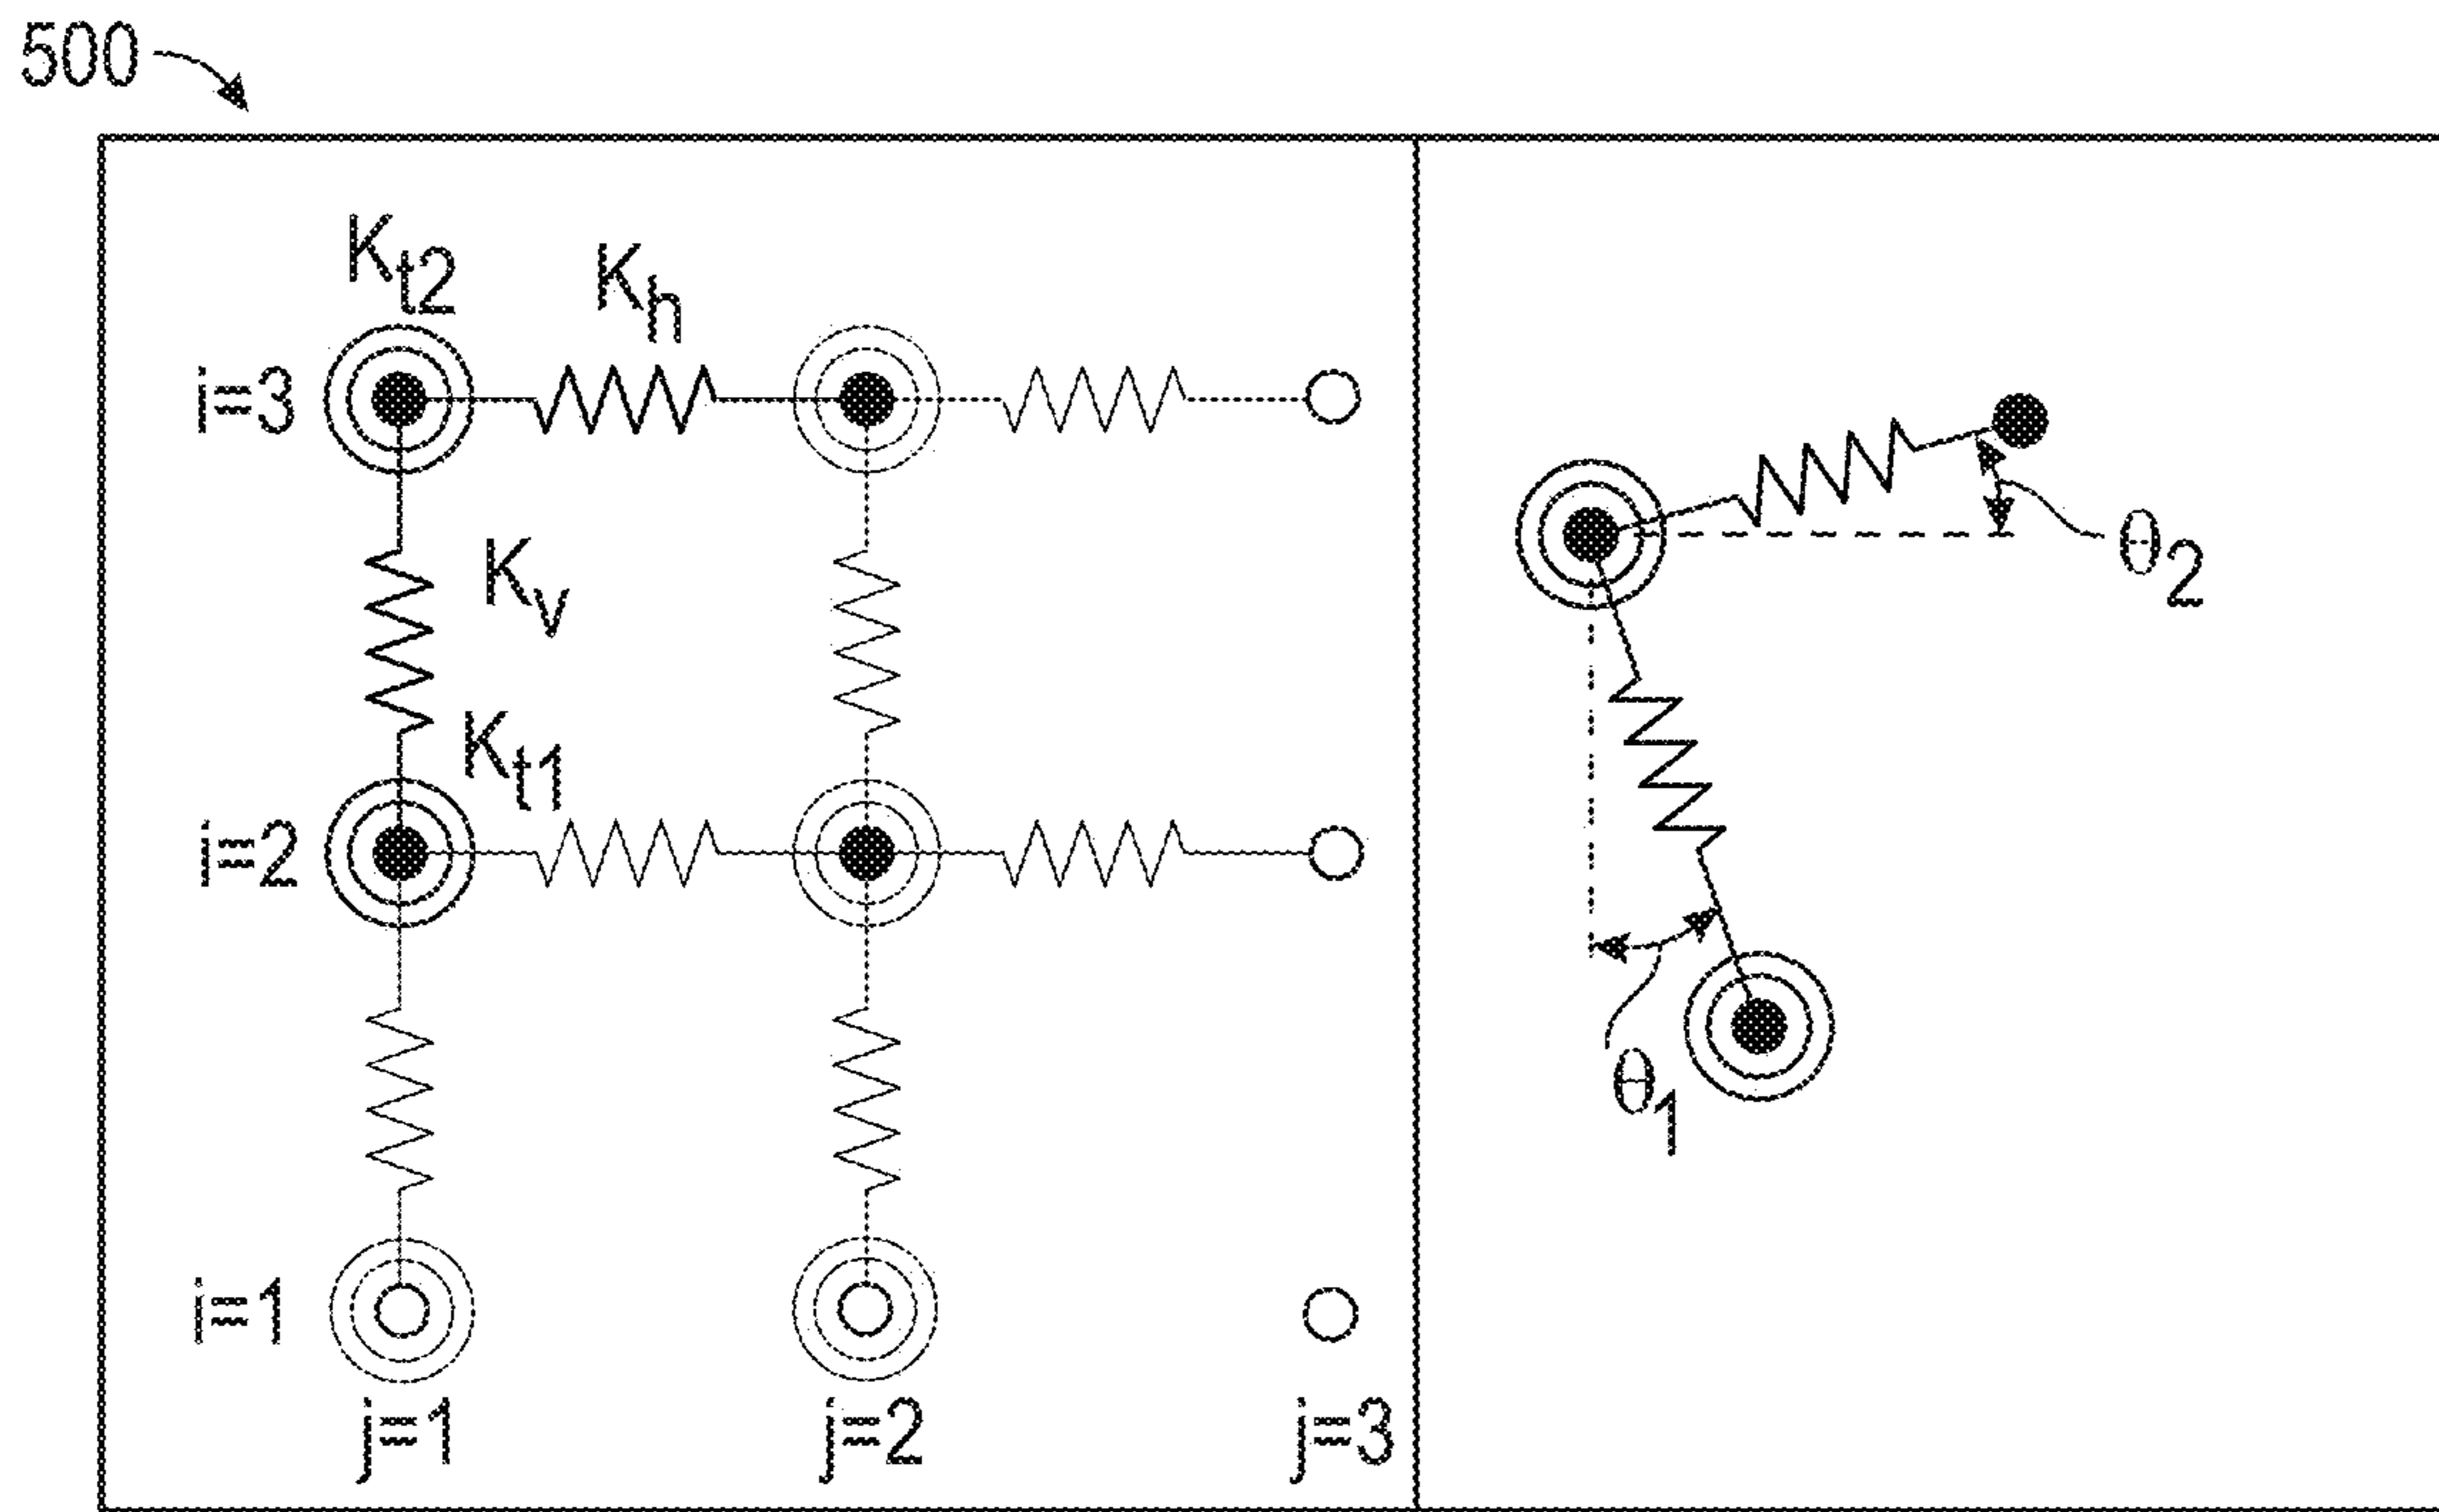 500
Kt2
Kh
i=3
Kv
Kt1
i=2
i=1
j=1 j=2 j=3
θ2
θ1